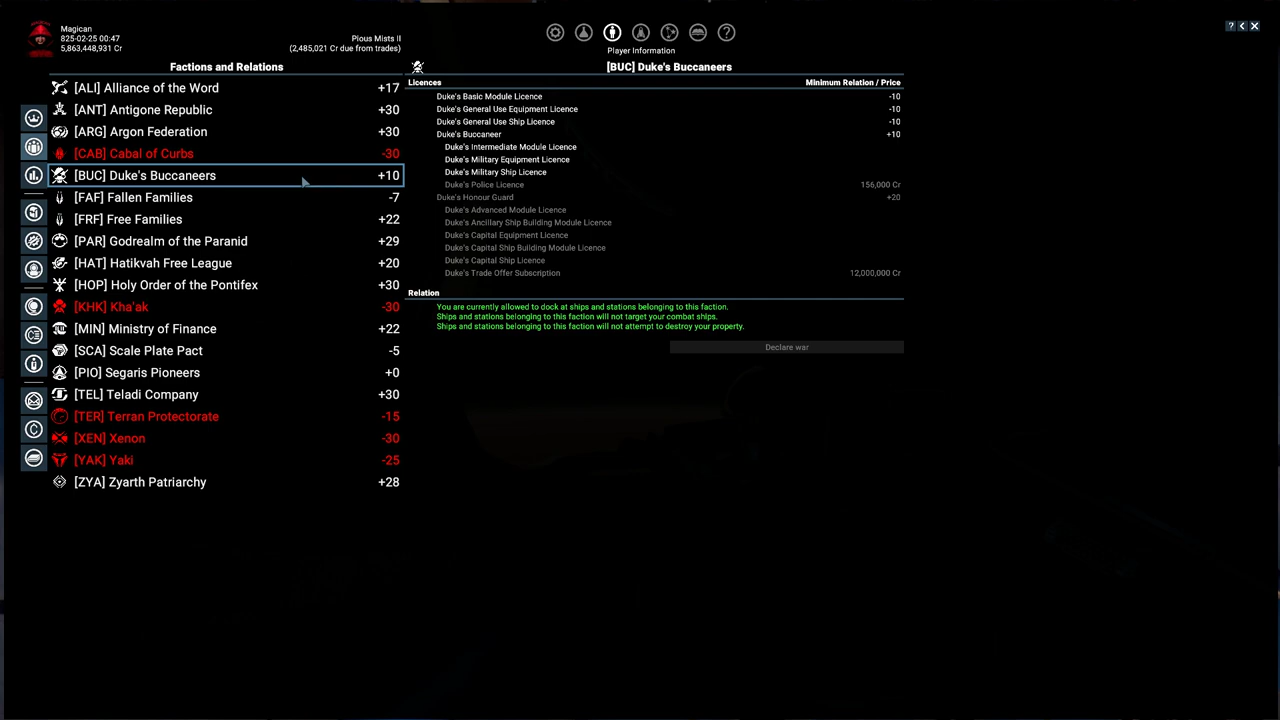 Magican
825-02-25 00:47
5,863,448,931 Cr
Pious Mists II
(2,485,021 Cr due from trades)
Player Information
? < X
Factions and Relations
[ALI] Alliance of the Word +17
[ANT] Antigone Republic +30
[ARG] Argon Federation +30
[CAB] Cabal of Curbs -30
[BUC] Duke's Buccaneers +10
[FAF] Fallen Families -7
[FRF] Free Families +22
[PAR] Godrealm of the Paranid +29
[HAT] Hatikvah Free League +20
[HOP] Holy Order of the Pontifex +30
[KHK] Kha'ak -30
[MIN] Ministry of Finance +22
[SCA] Scale Plate Pact -5
[PIO] Segaris Pioneers +0
[TEL] Teladi Company +30
[TER] Terran Protectorate -15
[XEN] Xenon -30
[YAK] Yaki -25
[ZYA] Zyarth Patriarchy +28
[BUC] Duke's Buccaneers
Licences Minimum Relation / Price
Duke's Basic Module Licence -10
Duke's General Use Equipment Licence -10
Duke's General Use Ship Licence -10
Duke's Buccaneer +10
Duke's Intermediate Module Licence
Duke's Military Equipment Licence
Duke's Military Ship Licence
Duke's Police Licence 156,000 Cr
Duke's Honour Guard +20
Duke's Advanced Module Licence
Duke's Ancillary Ship Building Module Licence
Duke's Capital Equipment Licence
Duke's Capital Ship Building Module Licence
Duke's Capital Ship Licence
Duke's Trade Offer Subscription 12,000,000 Cr
Relation
You are currently allowed to dock at ships and stations belonging to this faction.
Ships and stations belonging to this faction will not target your combat ships.
Ships and stations belonging to this faction will not attempt to destroy your property.
Declare war